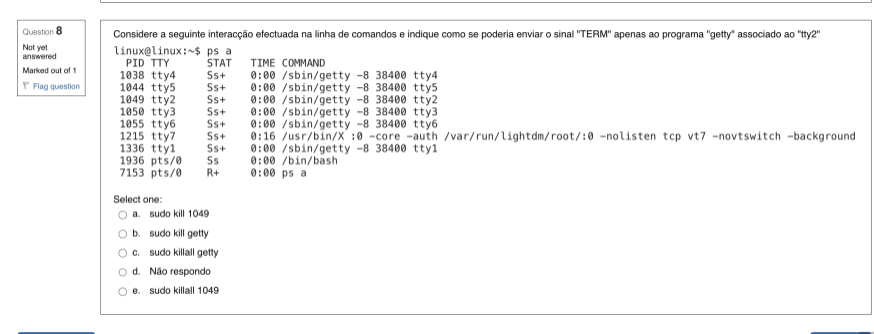 Question 8
Not yet
answered
Marked out of 1
Flag question
Considere a seguinte interacção efectuada na linha de comandos e indique como se poderia enviar o sinal "TERM" apenas ao programa "getty" associado ao "tty2"
linux@linux:~$ ps a
PID TTY STAT TIME COMMAND
1038 tty4 Ss+ 0:00 /sbin/getty -8 38400 tty4
1044 tty5 Ss+ 0:00 /sbin/getty -8 38400 tty5
1049 tty2 Ss+ 0:00 /sbin/getty -8 38400 tty2
1050 tty3 Ss+ 0:00 /sbin/getty -8 38400 tty3
1055 tty6 Ss+ 0:00 /sbin/getty -8 38400 tty6
1215 tty7 Ss+ 0:16 /usr/bin/X :0 -core -auth /var/run/lightdm/root/:0 -nolisten tcp vt7 -novtswitch -background
1336 tty1 Ss+ 0:00 /sbin/getty -8 38400 tty1
1936 pts/0 Ss 0:00 /bin/bash
7153 pts/0 R+ 0:00 ps a
Select one:
a. sudo kill 1049
b. sudo kill getty
c. sudo killall getty
d. Não respondo
e. sudo killall 1049